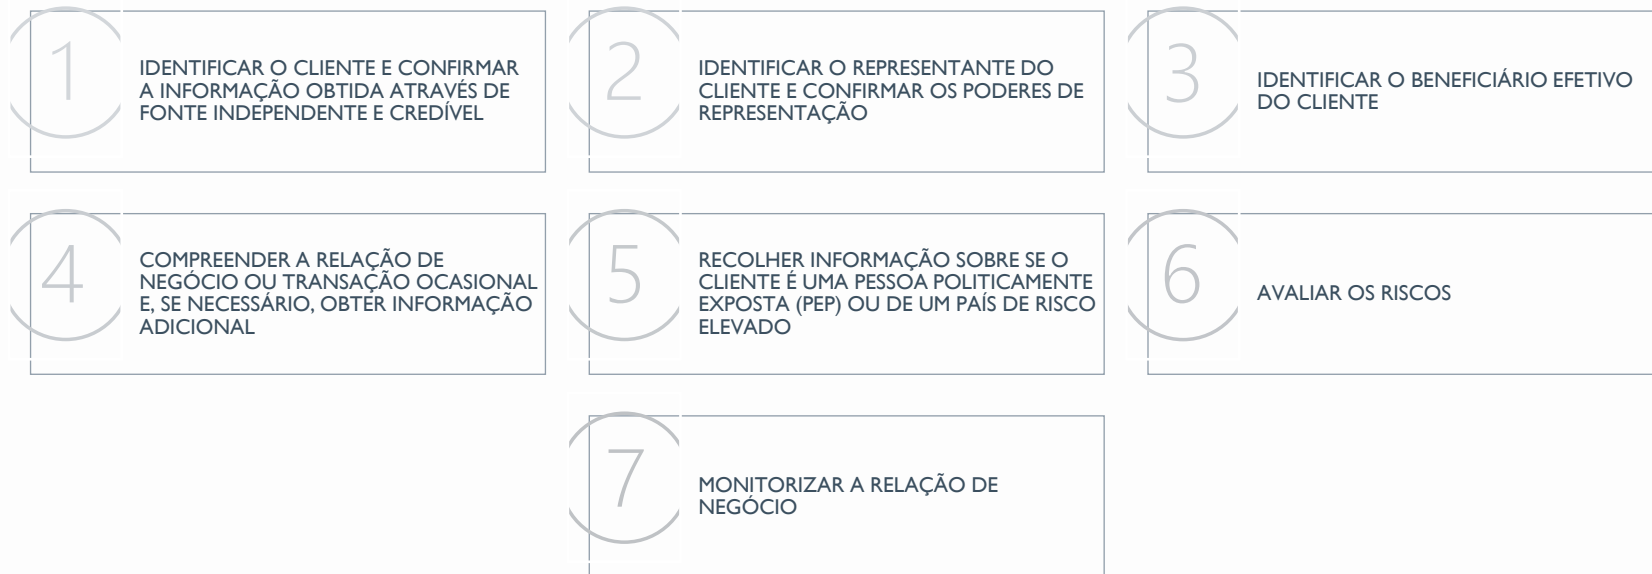 1
IDENTIFICAR O CLIENTE E CONFIRMAR
A INFORMAÇÃO OBTIDA ATRAVÉS DE
FONTE INDEPENDENTE E CREDÍVEL
2
IDENTIFICAR O REPRESENTANTE DO
CLIENTE E CONFIRMAR OS PODERES DE
REPRESENTAÇÃO
3
IDENTIFICAR O BENEFICIÁRIO EFETIVO
DO CLIENTE
4
COMPREENDER A RELAÇÃO DE
NEGÓCIO OU TRANSAÇÃO OCASIONAL
E, SE NECESSÁRIO, OBTER INFORMAÇÃO
ADICIONAL
5
RECOLHER INFORMAÇÃO SOBRE SE O
CLIENTE É UMA PESSOA POLITICAMENTE
EXPOSTA (PEP) OU DE UM PAÍS DE RISCO
ELEVADO
6
AVALIAR OS RISCOS
7
MONITORIZAR A RELAÇÃO DE
NEGÓCIO